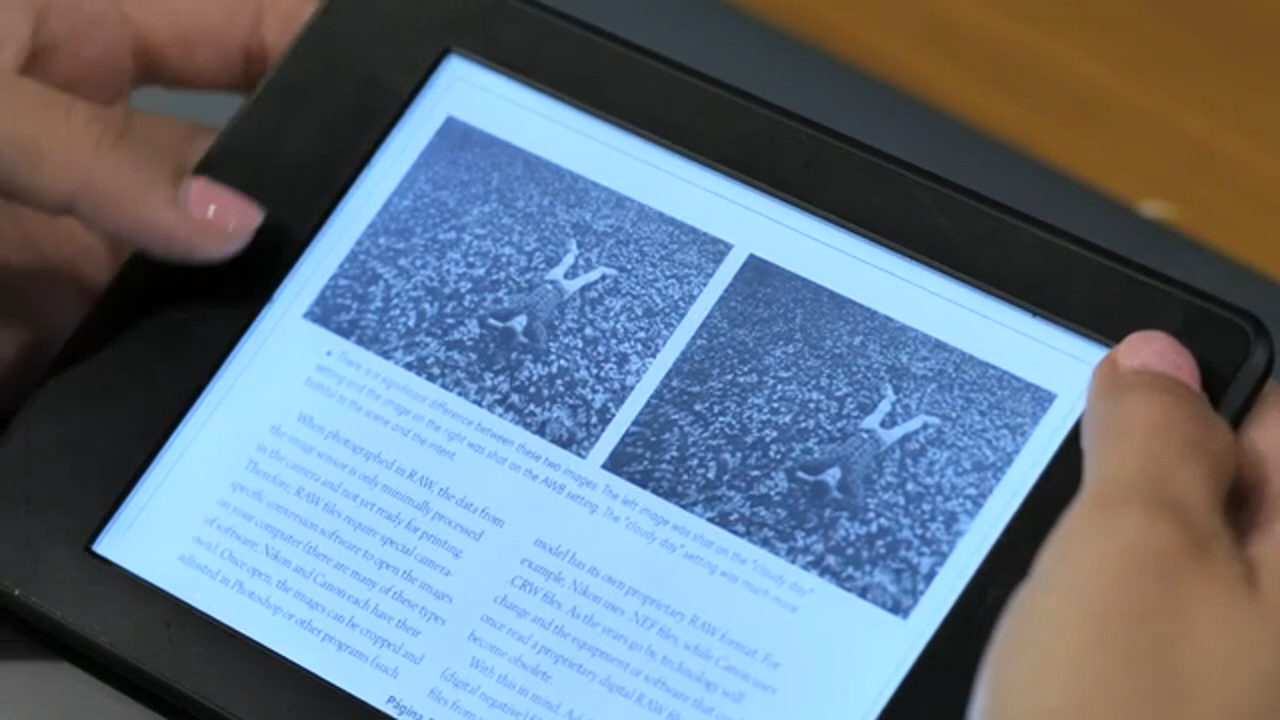 ▲ There is a significant difference between these two images. The left image was shot on the "cloudy day"
setting and the image on the right was shot on the AWB setting. The "cloudy day" setting was much more
faithful to the scene and the intent.
When photographed in RAW, the data from
the image sensor is only minimally processed
in the camera and not yet ready for printing.
Therefore, RAW files require special camera-
specific conversion software to open the images
on your computer (there are many of these types
of software, Nikon and Canon each have their
own). Once open, the images can be cropped and
adjusted in Photoshop or other programs (such
model has its own proprietary RAW format. For
example, Nikon uses .NEF files, while Canon uses
.CRW files. As the years go by, technology will
change and the equipment or software that
once read a proprietary digital RAW
become obsolete.
With this in mind,
(digital negative)
files from
Página